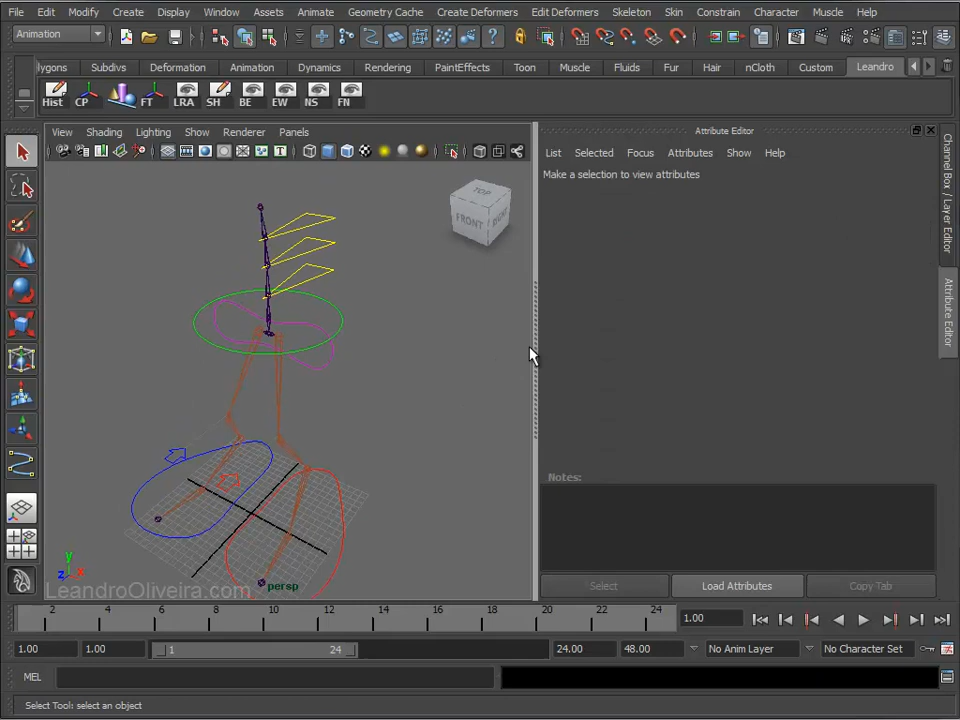 File Edit Modify Create Display Window Assets Animate Geometry Cache Create Deformers Edit Deformers Skeleton Skin Constrain Character Muscle Help
Animation
olygons Subdivs Deformation Animation Dynamics Rendering PaintEffects Toon Muscle Fluids Fur Hair nCloth Custom Leandro
Hist CP FT LRA SH BE EW NS FN
View Shading Lighting Show Renderer Panels
Attribute Editor
List Selected Focus Attributes Show Help
Make a selection to view attributes
TOP
FRONT
Channel Box / Layer Editor
Attribute Editor
Notes:
y
z x
persp
LeandroOliveira.com
Select Load Attributes Copy Tab
2 4 6 8 10 12 14 16 18 20 22 24
1.00
1.00 1.00 1 24 24.00 48.00 No Anim Layer No Character Set
MEL
Select Tool: select an object